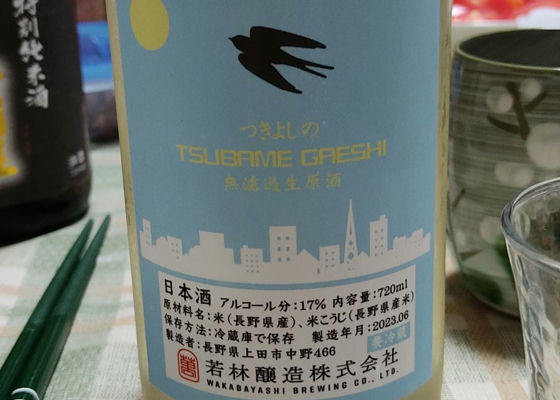 特別純米酒
つきよしの
TSUBAME GAESHI
無濾過生原酒
日本酒 アルコール分:17% 内容量:720ml
原材料名:米(長野県産)、米こうじ(長野県産米)
保存方法:冷蔵庫で保存 製造年月:2023.06
製造者:長野県上田市中野466 要冷蔵
若林醸造株式会社
WAKABAYASHI BREWING CO., LTD.